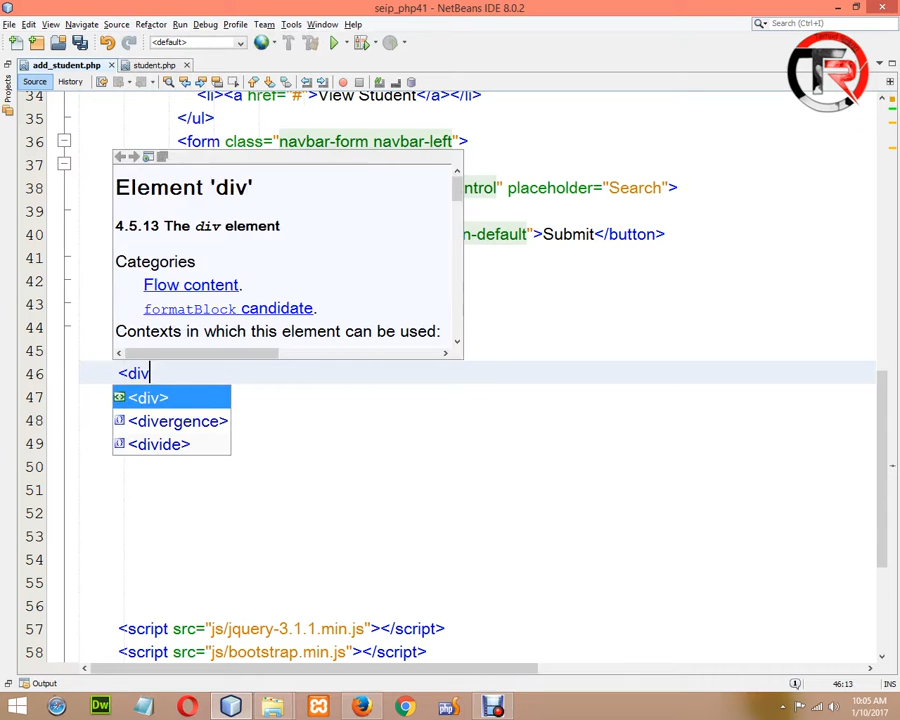 seip_php41 - NetBeans IDE 8.0.2
File Edit View Navigate Source Refactor Run Debug Profile Team Tools Window Help
<default>
Search (Ctrl+I)
add_student.php
student.php
Source
History
Projects
34 <li><a href="#">View Student</a></li>
35 </ul>
36 <form class="navbar-form navbar-left">
37
38 ntrol" placeholder="Search">
39
40 n-default">Submit</button>
41
42
43
44
45
46 <div
47
48
49
50
51
52
53
54
55
56
57 <script src="js/jquery-3.1.1.min.js"></script>
58 <script src="js/bootstrap.min.js"></script>
Element 'div'
4.5.13 The div element
Categories
Flow content.
formatBlock candidate.
Contexts in which this element can be used:
<div>
<divergence>
<divide>
TR
Output
46:13
INS
Dw
php
10:05 AM
1/10/2017